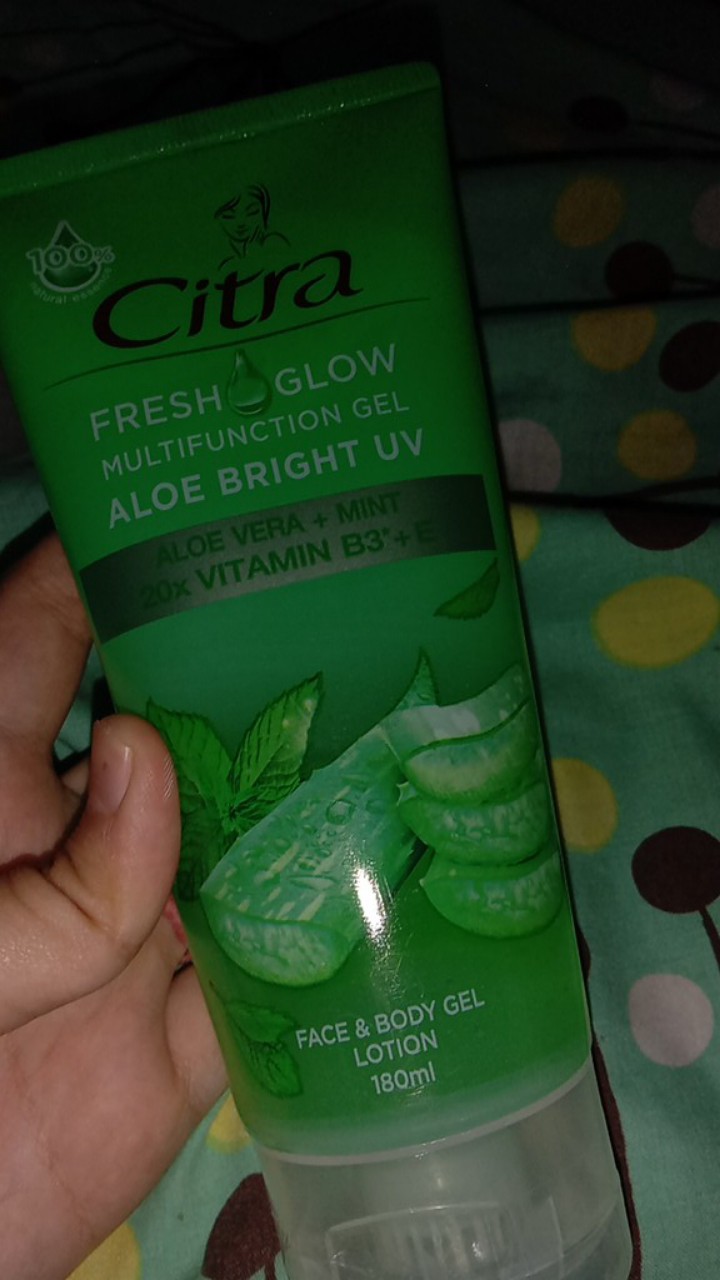 100%
natural essence
Citra
FRESH GLOW
MULTIFUNCTION GEL
ALOE BRIGHT UV
ALOE VERA + MINT
20x VITAMIN B3*+E
FACE & BODY GEL
LOTION
180ml